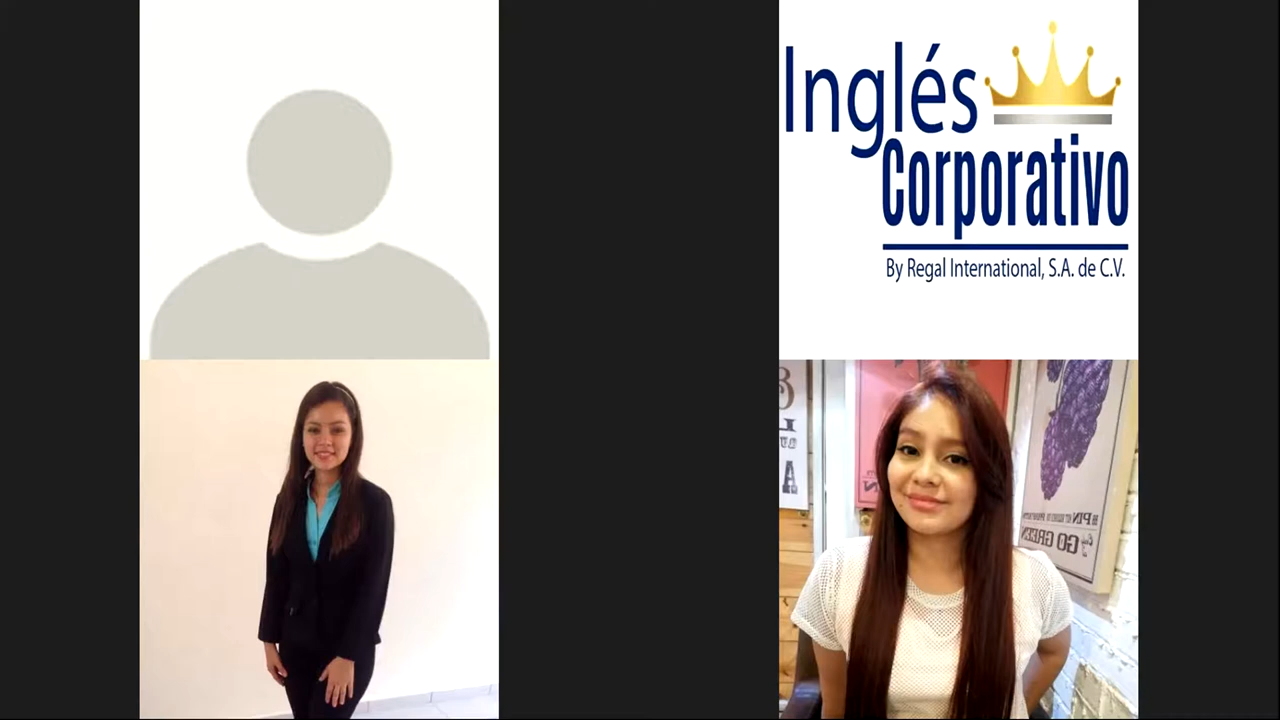 Inglés
Corporativo
By Regal International, S.A. de C.V.
GO GREEN